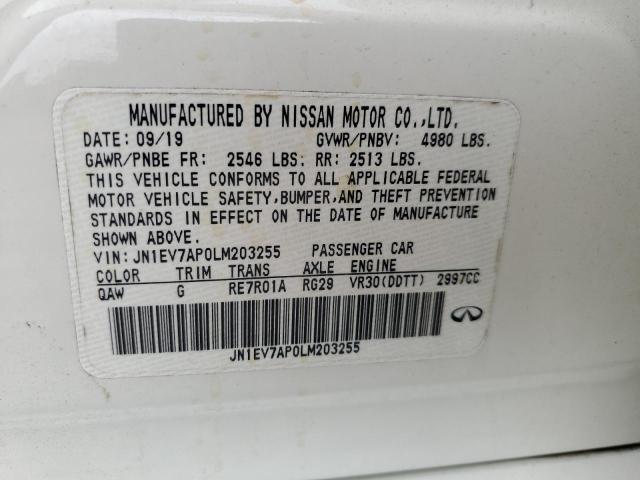 MANUFACTURED BY NISSAN MOTOR CO.,LTD.
DATE: 09/19 GVWR/PNBV: 4980 LBS.
GAWR/PNBE FR: 2546 LBS. RR: 2513 LBS.
THIS VEHICLE CONFORMS TO ALL APPLICABLE FEDERAL
MOTOR VEHICLE SAFETY,BUMPER,AND THEFT PREVENTION
STANDARDS IN EFFECT ON THE DATE OF MANUFACTURE
SHOWN ABOVE.
VIN: JN1EV7AP0LM203255 PASSENGER CAR
COLOR TRIM TRANS AXLE ENGINE
QAW G RE7R01A RG29 VR30(DDTT) 2997CC
JN1EV7AP0LM203255